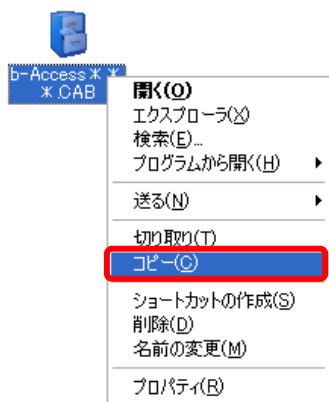 b-Access＊＊
＊.CAB
開く(O)
エクスプローラ(X)
検索(E)...
プログラムから開く(H)
送る(N)
切り取り(T)
コピー(C)
ショートカットの作成(S)
削除(D)
名前の変更(M)
プロパティ(R)